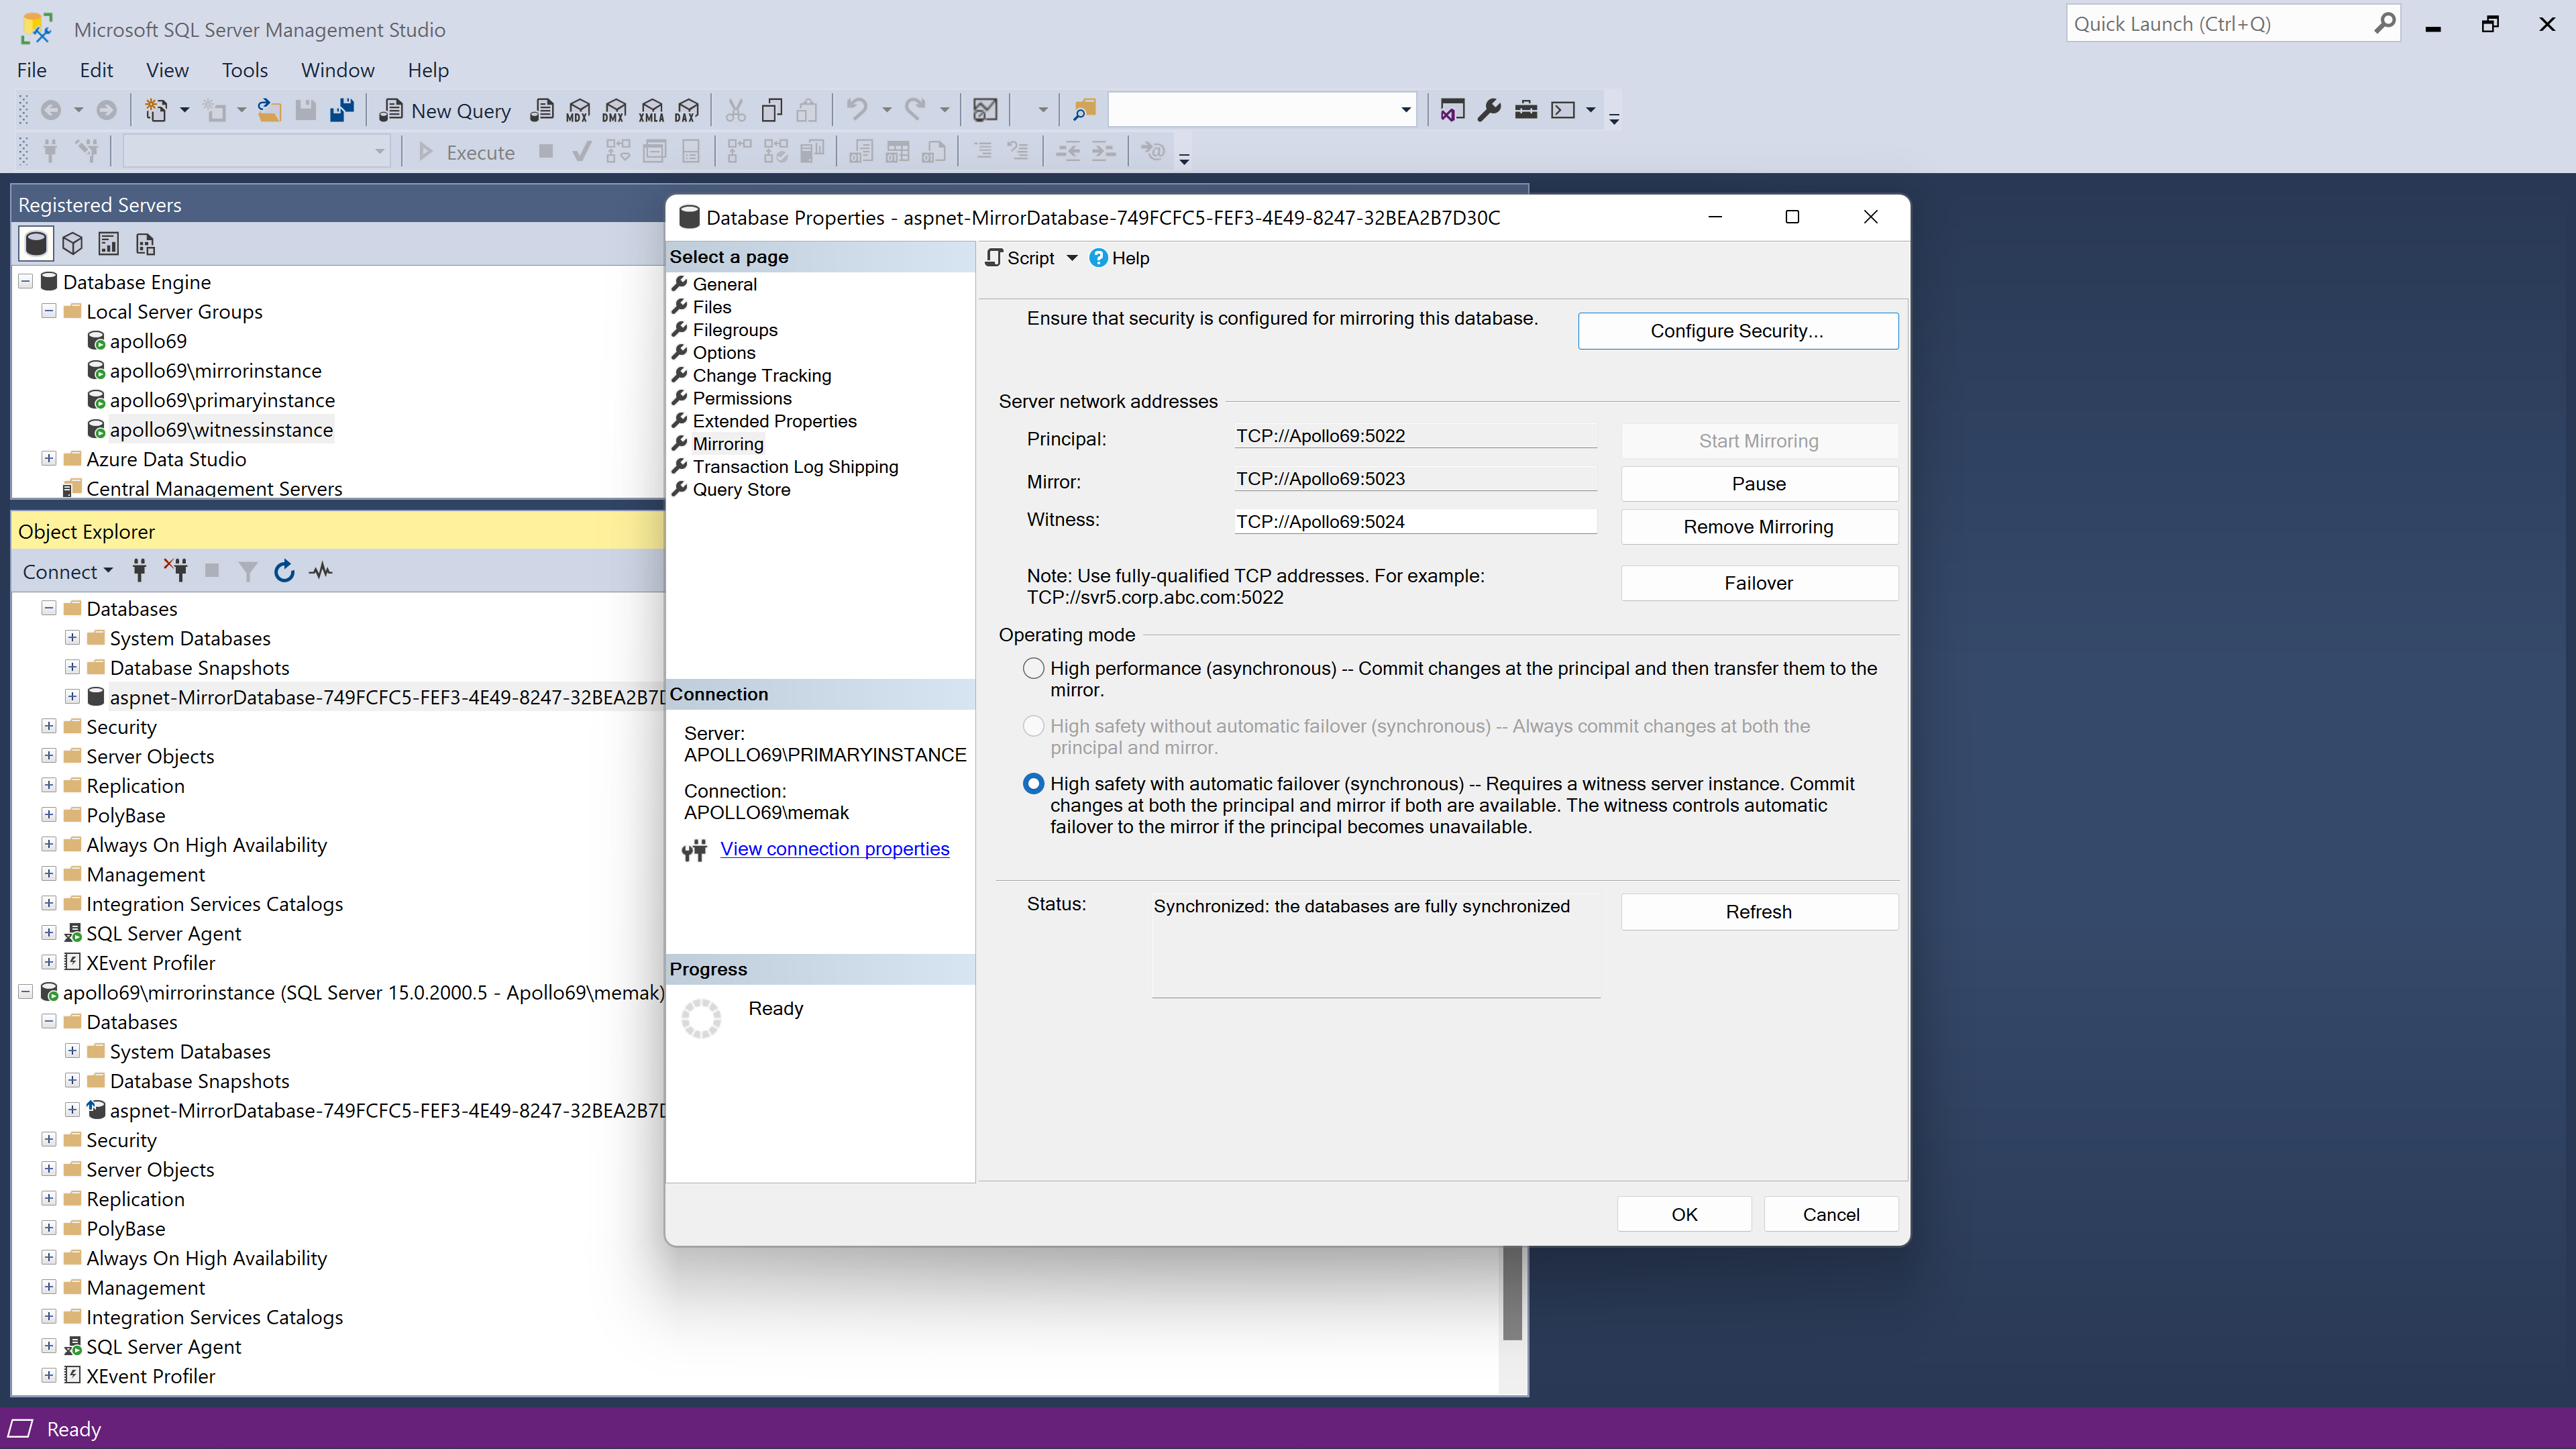 Microsoft SQL Server Management Studio
Quick Launch (Ctrl+Q)
File Edit View Tools Window Help
New Query MDX DMX XMLA DAX
Execute
Registered Servers
Database Engine
Local Server Groups
apollo69
apollo69\mirrorinstance
apollo69\primaryinstance
apollo69\witnessinstance
Azure Data Studio
Central Management Servers
Object Explorer
Connect
Databases
System Databases
Database Snapshots
aspnet-MirrorDatabase-749FCFC5-FEF3-4E49-8247-32BEA2B7D
Security
Server Objects
Replication
PolyBase
Always On High Availability
Management
Integration Services Catalogs
SQL Server Agent
XEvent Profiler
apollo69\mirrorinstance (SQL Server 15.0.2000.5 - Apollo69\memak)
Databases
System Databases
Database Snapshots
aspnet-MirrorDatabase-749FCFC5-FEF3-4E49-8247-32BEA2B7D
Security
Server Objects
Replication
PolyBase
Always On High Availability
Management
Integration Services Catalogs
SQL Server Agent
XEvent Profiler
Database Properties - aspnet-MirrorDatabase-749FCFC5-FEF3-4E49-8247-32BEA2B7D30C
Select a page
General
Files
Filegroups
Options
Change Tracking
Permissions
Extended Properties
Mirroring
Transaction Log Shipping
Query Store
Connection
Server:
APOLLO69\PRIMARYINSTANCE
Connection:
APOLLO69\memak
View connection properties
Progress
Ready
Script Help
Ensure that security is configured for mirroring this database.
Configure Security...
Server network addresses
Principal: TCP://Apollo69:5022 Start Mirroring
Mirror: TCP://Apollo69:5023 Pause
Witness: TCP://Apollo69:5024 Remove Mirroring
Note: Use fully-qualified TCP addresses. For example:
TCP://svr5.corp.abc.com:5022
Failover
Operating mode
High performance (asynchronous) -- Commit changes at the principal and then transfer them to the
mirror.
High safety without automatic failover (synchronous) -- Always commit changes at both the
principal and mirror.
High safety with automatic failover (synchronous) -- Requires a witness server instance. Commit
changes at both the principal and mirror if both are available. The witness controls automatic
failover to the mirror if the principal becomes unavailable.
Status: Synchronized: the databases are fully synchronized Refresh
OK Cancel
Ready